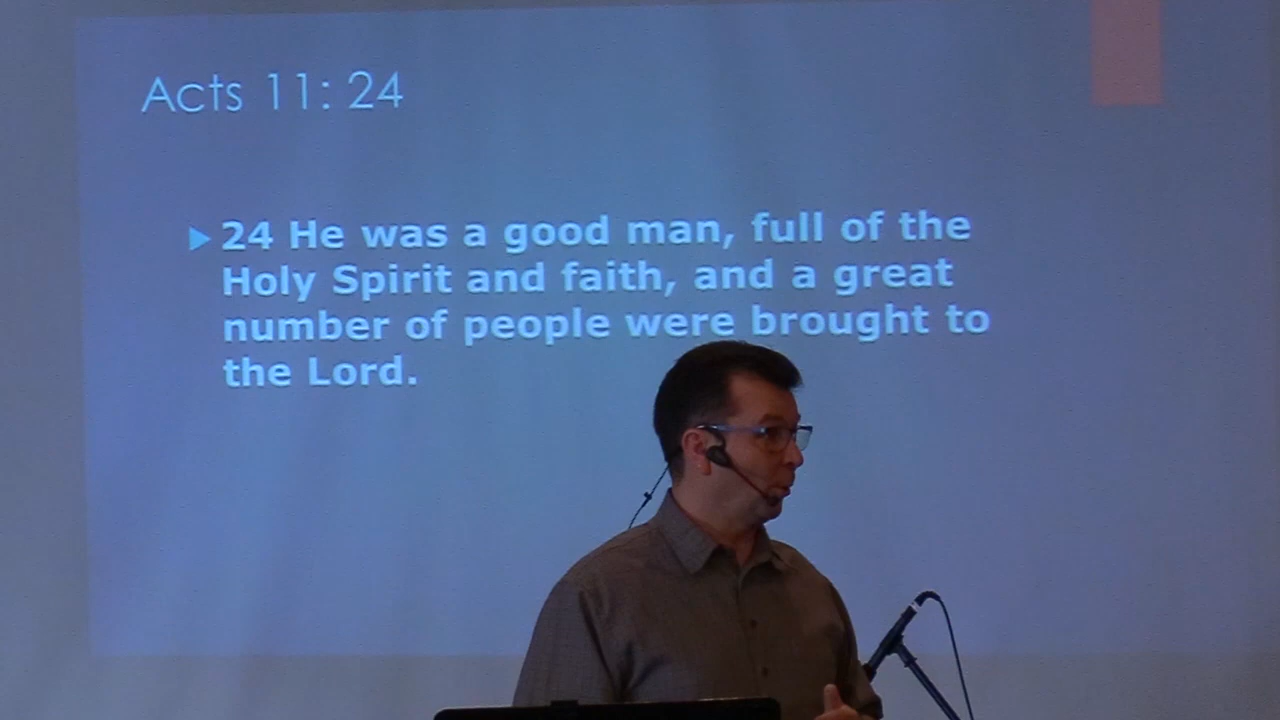 Acts 11: 24
24 He was a good man, full of the
Holy Spirit and faith, and a great
number of people were brought to
the Lord.